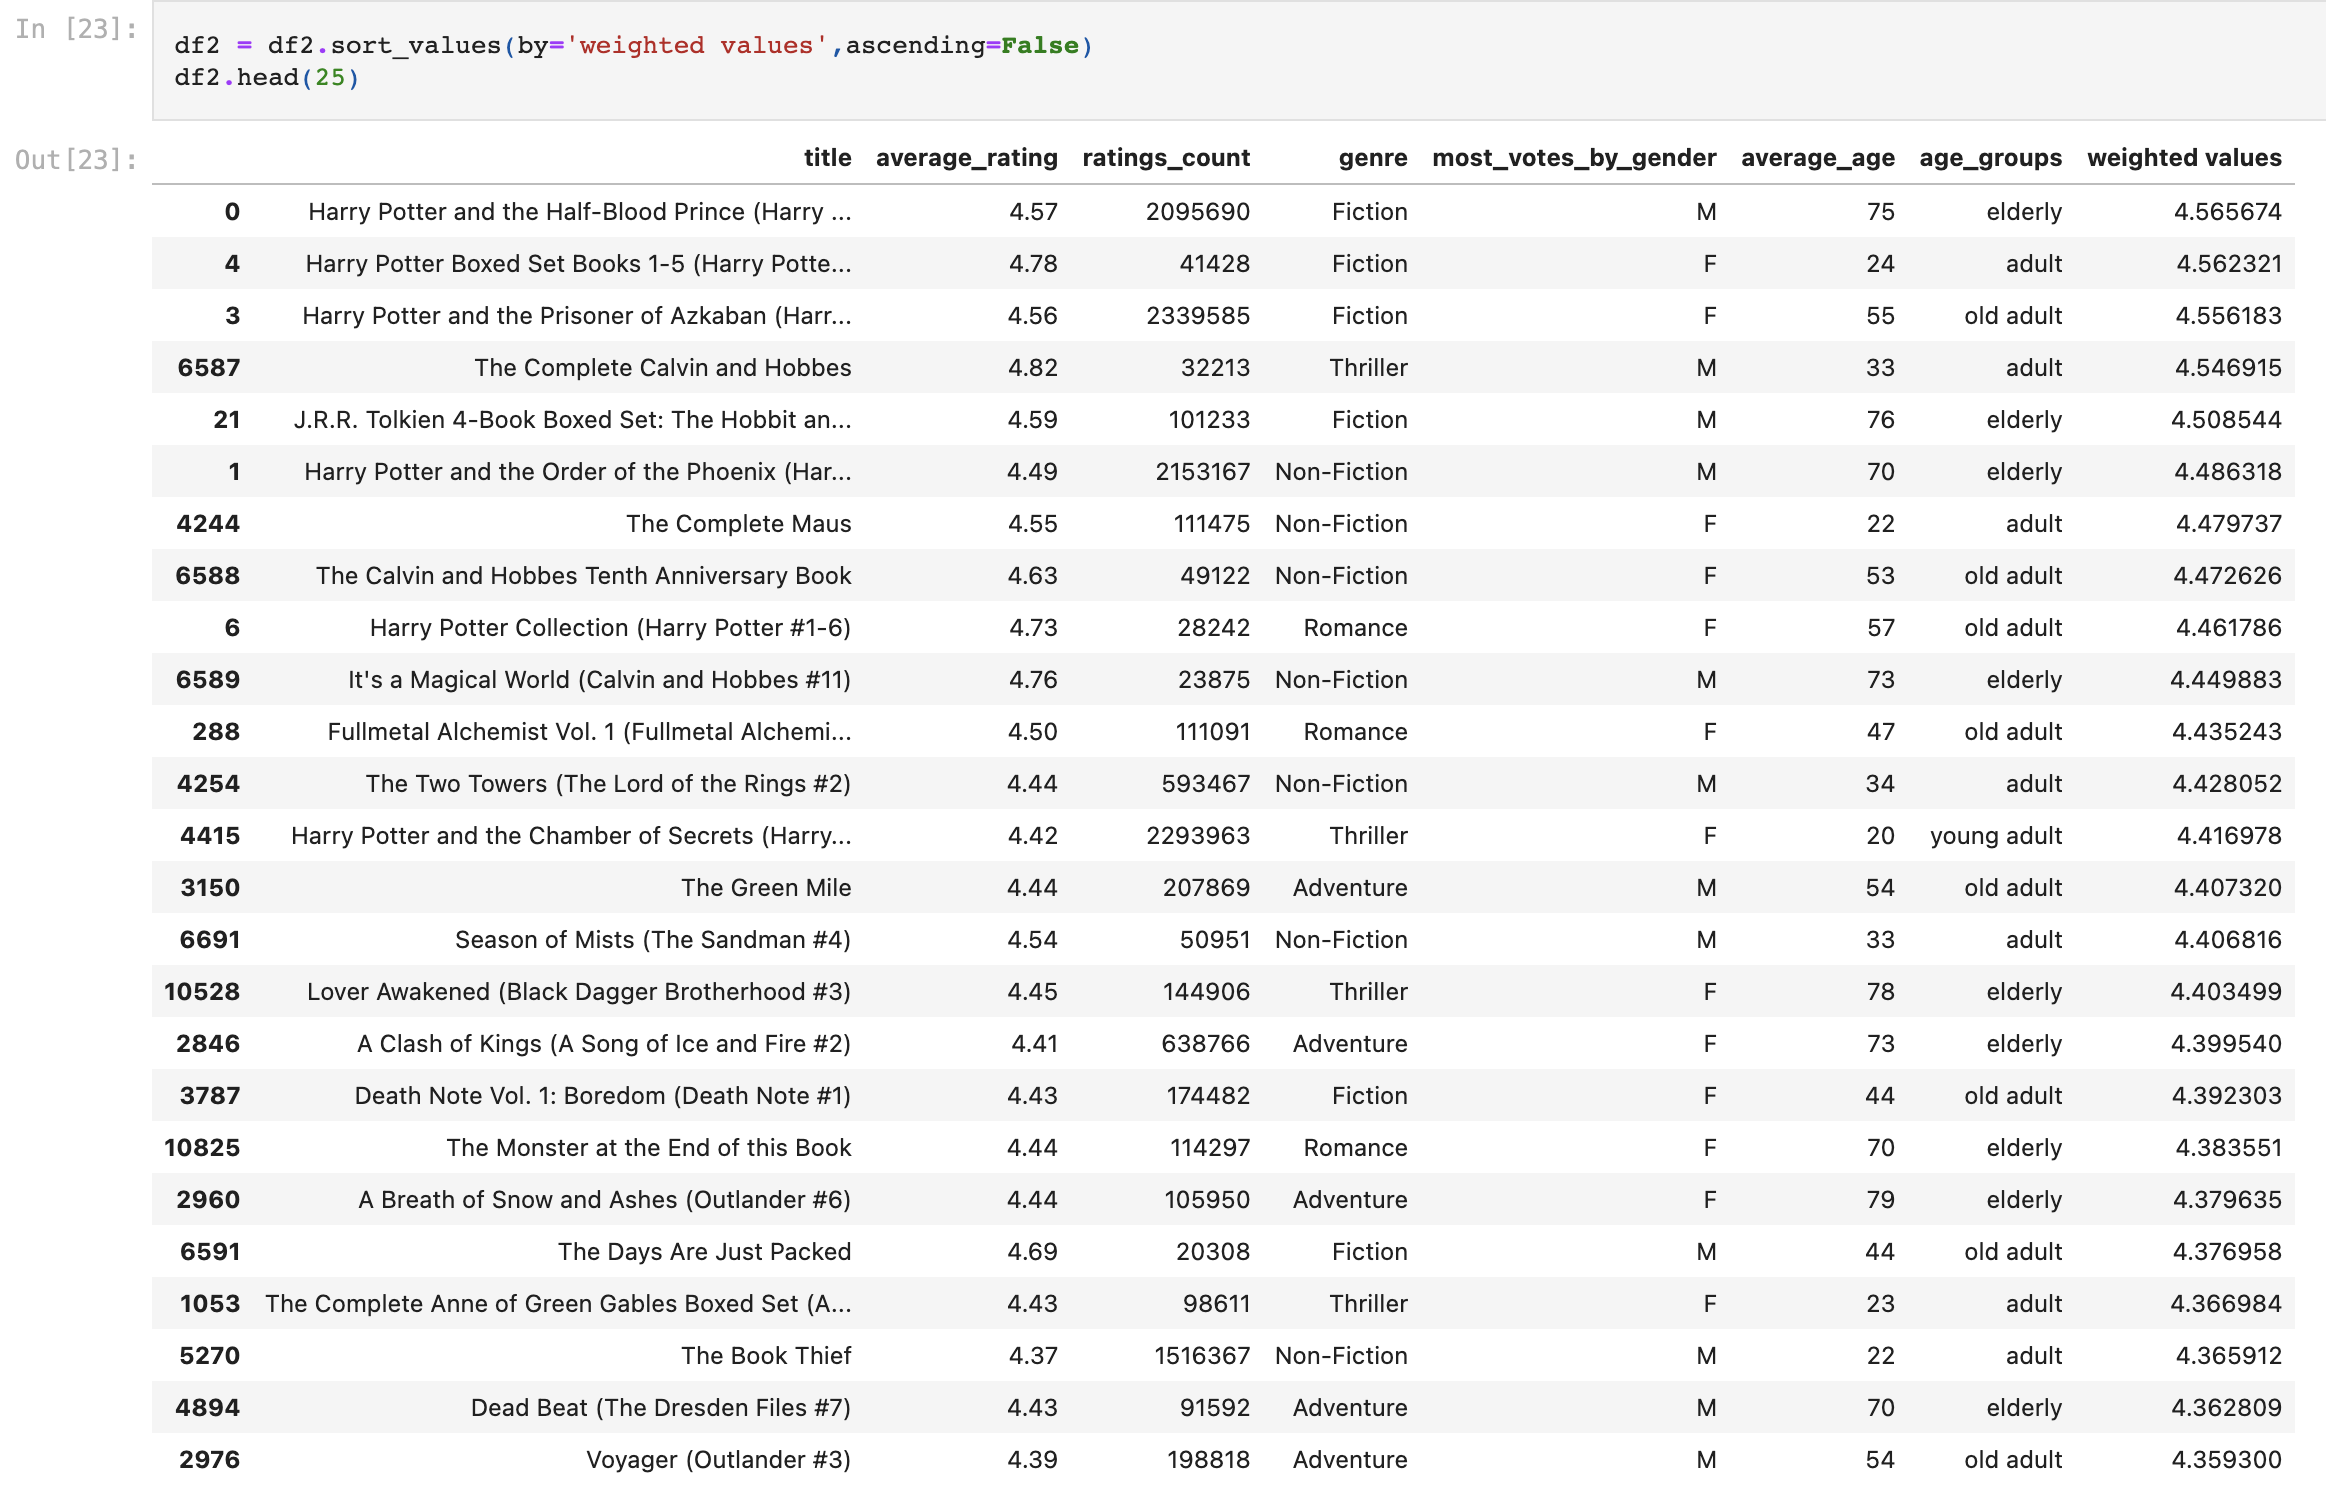 In [23]:
df2 = df2.sort_values(by='weighted values',ascending=False)
df2.head(25)
Out[23]:
title average_rating ratings_count genre most_votes_by_gender average_age age_groups weighted values
0 Harry Potter and the Half-Blood Prince (Harry ... 4.57 2095690 Fiction M 75 elderly 4.565674
4 Harry Potter Boxed Set Books 1-5 (Harry Potte... 4.78 41428 Fiction F 24 adult 4.562321
3 Harry Potter and the Prisoner of Azkaban (Harr... 4.56 2339585 Fiction F 55 old adult 4.556183
6587 The Complete Calvin and Hobbes 4.82 32213 Thriller M 33 adult 4.546915
21 J.R.R. Tolkien 4-Book Boxed Set: The Hobbit an... 4.59 101233 Fiction M 76 elderly 4.508544
1 Harry Potter and the Order of the Phoenix (Har... 4.49 2153167 Non-Fiction M 70 elderly 4.486318
4244 The Complete Maus 4.55 111475 Non-Fiction F 22 adult 4.479737
6588 The Calvin and Hobbes Tenth Anniversary Book 4.63 49122 Non-Fiction F 53 old adult 4.472626
6 Harry Potter Collection (Harry Potter #1-6) 4.73 28242 Romance F 57 old adult 4.461786
6589 It's a Magical World (Calvin and Hobbes #11) 4.76 23875 Non-Fiction M 73 elderly 4.449883
288 Fullmetal Alchemist Vol. 1 (Fullmetal Alchemi... 4.50 111091 Romance F 47 old adult 4.435243
4254 The Two Towers (The Lord of the Rings #2) 4.44 593467 Non-Fiction M 34 adult 4.428052
4415 Harry Potter and the Chamber of Secrets (Harry... 4.42 2293963 Thriller F 20 young adult 4.416978
3150 The Green Mile 4.44 207869 Adventure M 54 old adult 4.407320
6691 Season of Mists (The Sandman #4) 4.54 50951 Non-Fiction M 33 adult 4.406816
10528 Lover Awakened (Black Dagger Brotherhood #3) 4.45 144906 Thriller F 78 elderly 4.403499
2846 A Clash of Kings (A Song of Ice and Fire #2) 4.41 638766 Adventure F 73 elderly 4.399540
3787 Death Note Vol. 1: Boredom (Death Note #1) 4.43 174482 Fiction F 44 old adult 4.392303
10825 The Monster at the End of this Book 4.44 114297 Romance F 70 elderly 4.383551
2960 A Breath of Snow and Ashes (Outlander #6) 4.44 105950 Adventure F 79 elderly 4.379635
6591 The Days Are Just Packed 4.69 20308 Fiction M 44 old adult 4.376958
1053 The Complete Anne of Green Gables Boxed Set (A... 4.43 98611 Thriller F 23 adult 4.366984
5270 The Book Thief 4.37 1516367 Non-Fiction M 22 adult 4.365912
4894 Dead Beat (The Dresden Files #7) 4.43 91592 Adventure M 70 elderly 4.362809
2976 Voyager (Outlander #3) 4.39 198818 Adventure M 54 old adult 4.359300